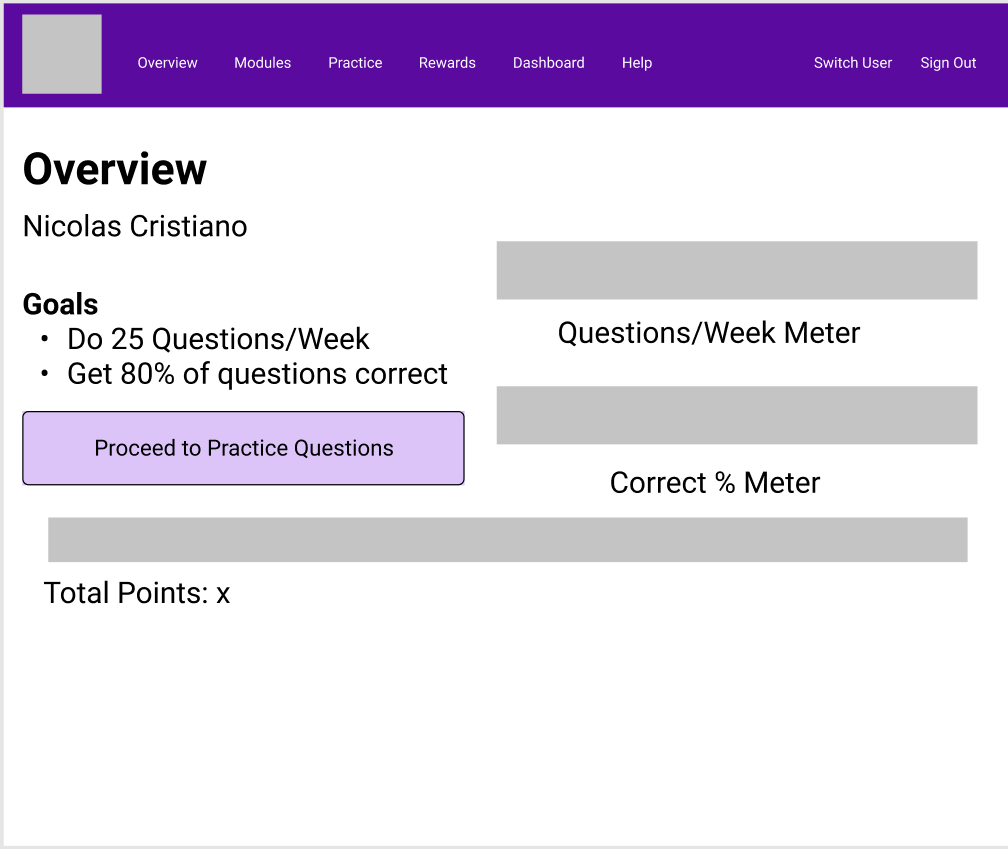 Overview Modules Practice Rewards Dashboard Help Switch User Sign Out
Overview
Nicolas Cristiano
Goals
• Do 25 Questions/Week
• Get 80% of questions correct
Proceed to Practice Questions
Questions/Week Meter
Correct % Meter
Total Points: x